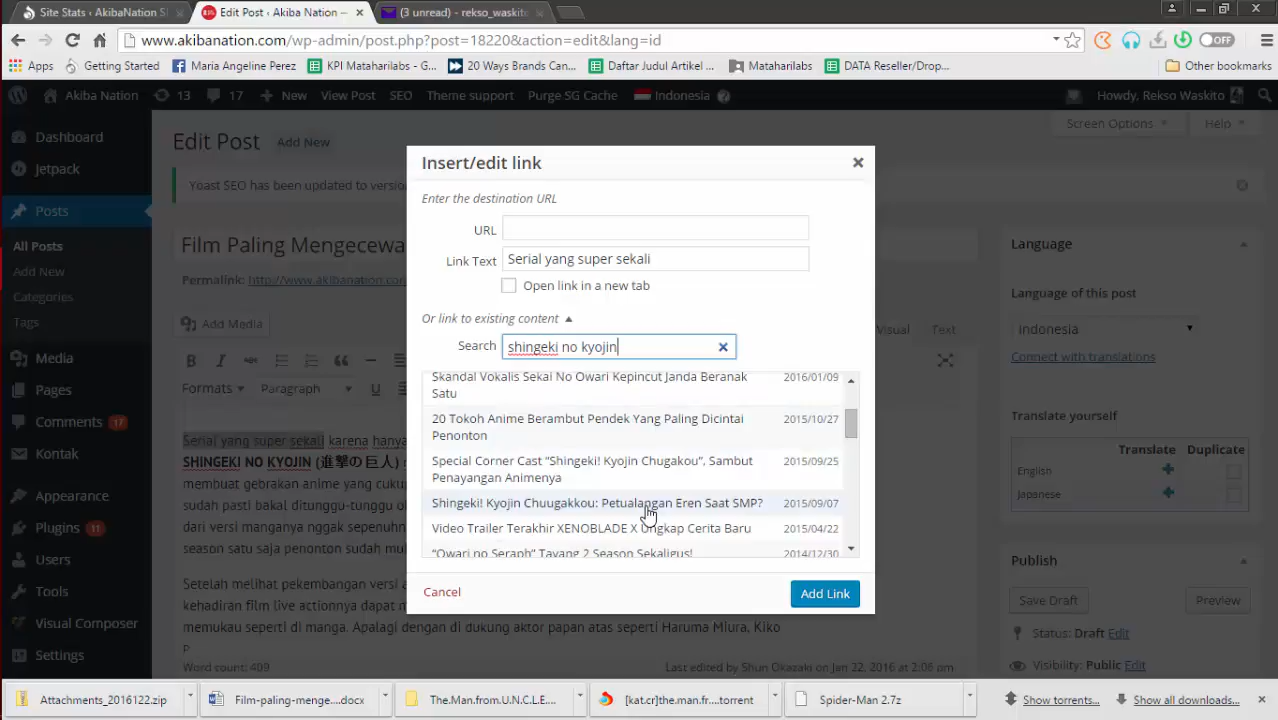 Site Stats ‹ AkibaNation S
Edit Post ‹ Akiba Nation —
(3 unread) - rekso_waskito
www.akibanation.com/wp-admin/post.php?post=18220&action=edit&lang=id
OFF
Apps
Getting Started
Maria Angeline Perez
KPI Mataharilabs - G...
20 Ways Brands Can...
Daftar Judul Artikel ...
Mataharilabs
DATA Reseller/Drop...
Other bookmarks
Akiba Nation
13
17
New
View Post
SEO
Theme support
Purge SG Cache
Indonesia
Howdy, Rekso Waskito
Dashboard
Jetpack
Posts
All Posts
Add New
Categories
Tags
Media
Pages
Comments 17
Kontak
Appearance
Plugins 11
Users
Tools
Visual Composer
Settings
Edit Post Add New
Screen Options
Help
Yoast SEO has been updated to versio
Film Paling Mengecewa
Permalink: http://www.akibanation.con
Add Media
Visual
Text
Formats
Paragraph
Serial yang super sekali karena hanya
SHINGEKI NO KYOJIN (進撃の巨人)
membuat gebrakan anime yang cuku
sudah pasti bakal ditunggu-tunggu
dari versi manganya nggak sepenuhn
season satu saja penonton sudah mul
Setelah melihat pekembangan versi a
kehadiran film live actionnya dapat m
memukau seperti di manga. Apalagi dengan di dukung aktor papan atas seperti Haruma Miura, Kiko
P
Word count: 409
Last edited by Shun Okazaki on Jan 22, 2016 at 2:06 pm
Insert/edit link
Enter the destination URL
URL
Link Text Serial yang super sekali
Open link in a new tab
Or link to existing content
Search shingeki no kyojin
Skandal Vokalis Sekai No Owari Kepincut Janda Beranak 2016/01/09
Satu
20 Tokoh Anime Berambut Pendek Yang Paling Dicintai 2015/10/27
Penonton
Special Corner Cast “Shingeki! Kyojin Chugakou”, Sambut 2015/09/25
Penayangan Animenya
Shingeki! Kyojin Chuugakkou: Petualangan Eren Saat SMP? 2015/09/07
Video Trailer Terakhir XENOBLADE X Ungkap Cerita Baru 2015/04/22
“Owari no Seraph” Tayang 2 Season Sekaligus! 2014/12/30
Cancel
Add Link
Language
Language of this post
Indonesia
Connect with translations
Translate yourself
Translate Duplicate
English
Japanese
Publish
Save Draft
Preview
Status: Draft Edit
Visibility: Public Edit
Attachments_2016122.zip
Film-paling-menge....docx
The.Man.from.U.N.C.L.E....
[kat.cr]the.man.fr....torrent
Spider-Man 2.7z
Show torrents...
Show all downloads...